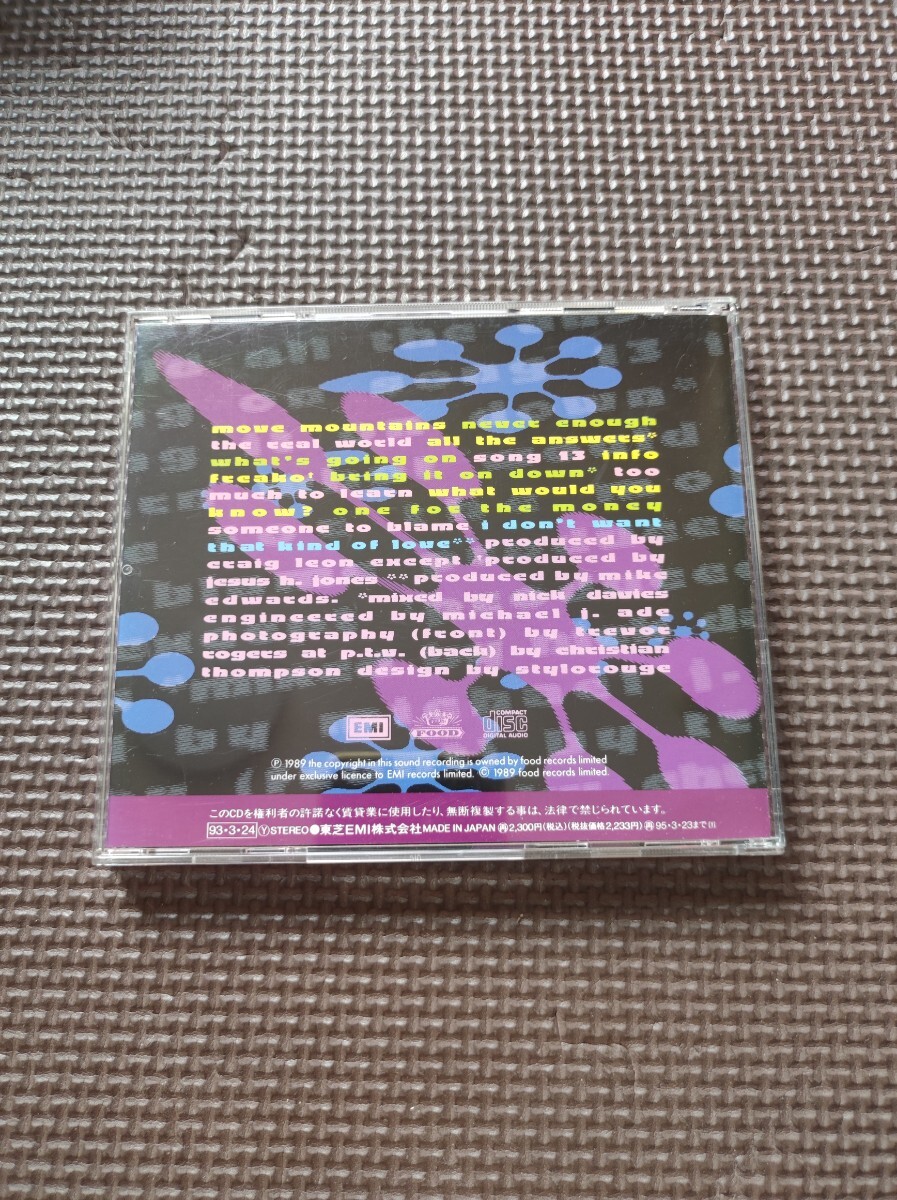 move mountains never enough
the real world all the answers*
what's going on song 13 info
freako' bring it on down* too
much to learn what would you
know? one for the money
someone to blame i don't want
that kind of love** produced by
craig leon except 'produced by
jesus h. jones **produced by mike
edwards. *mixed by nick davies
engineered by michael j. ade
photography (front) by trevor
rogers at p.t.v. (back) by christian
thompson design by stylorouge
EMI
FOOD
COMPACT
disc
DIGITAL AUDIO
℗ 1989 the copyright in this sound recording is owned by food records limited
under exclusive licence to EMI records limited. © 1989 food records limited
このCDを権利者の許諾なく賃貸業に使用したり、無断複製する事は、法律で禁じられています。
93・3・24 Ⓨ STEREO ●東芝EMI株式会社 MADE IN JAPAN ㊢2,300円(税込)(税抜価格2,233円) ㊢95・3・23まで